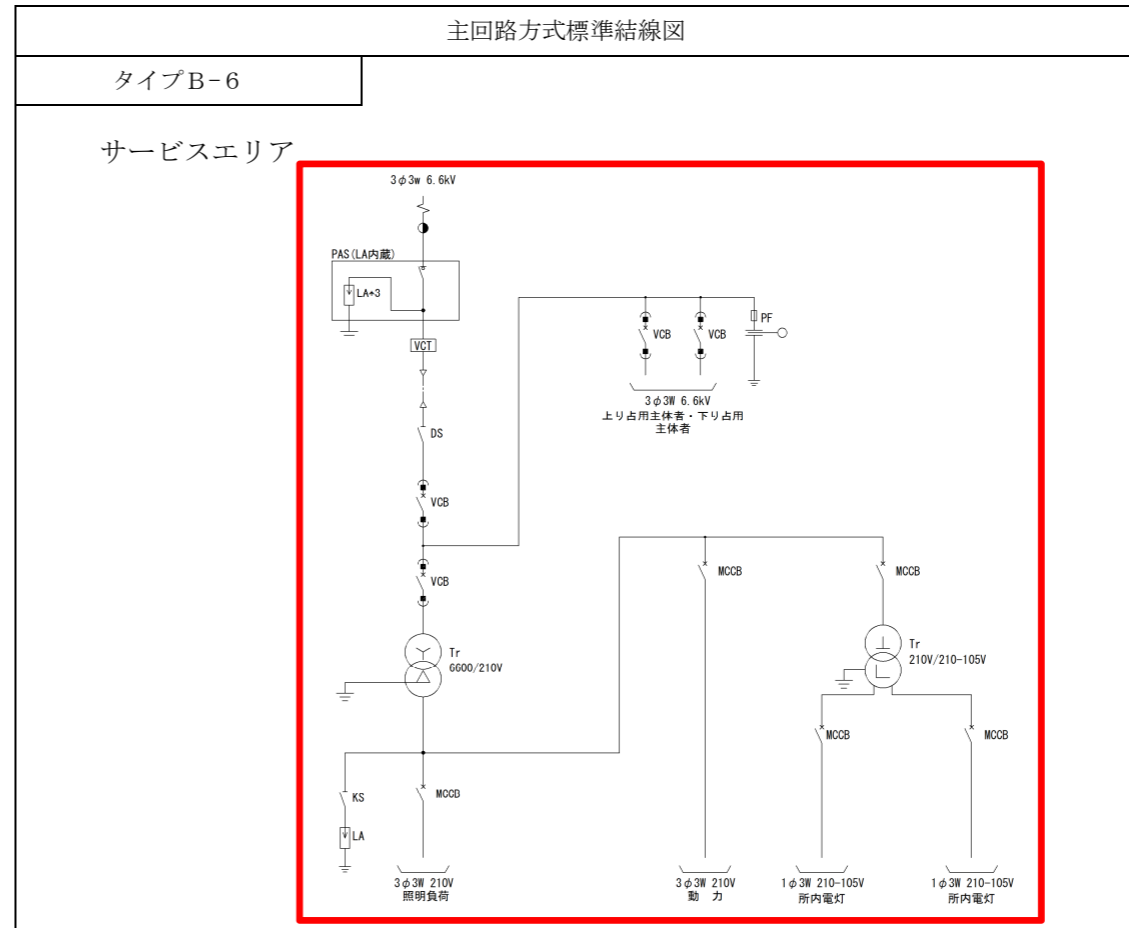 主回路方式標準結線図
タイプB-6
サービスエリア
3φ3w 6.6kV
PAS(LA内蔵)
LA*3
VCT
DS
VCB
VCB
VCB
VCB
PF
3φ3W 6.6kV
上り占用主体者・下り占用
主体者
Tr
6600/210V
MCCB
MCCB
Tr
210V/210-105V
MCCB
MCCB
KS
MCCB
LA
3φ3W 210V
照明負荷
3φ3W 210V
動 力
1φ3W 210-105V
所内電灯
1φ3W 210-105V
所内電灯